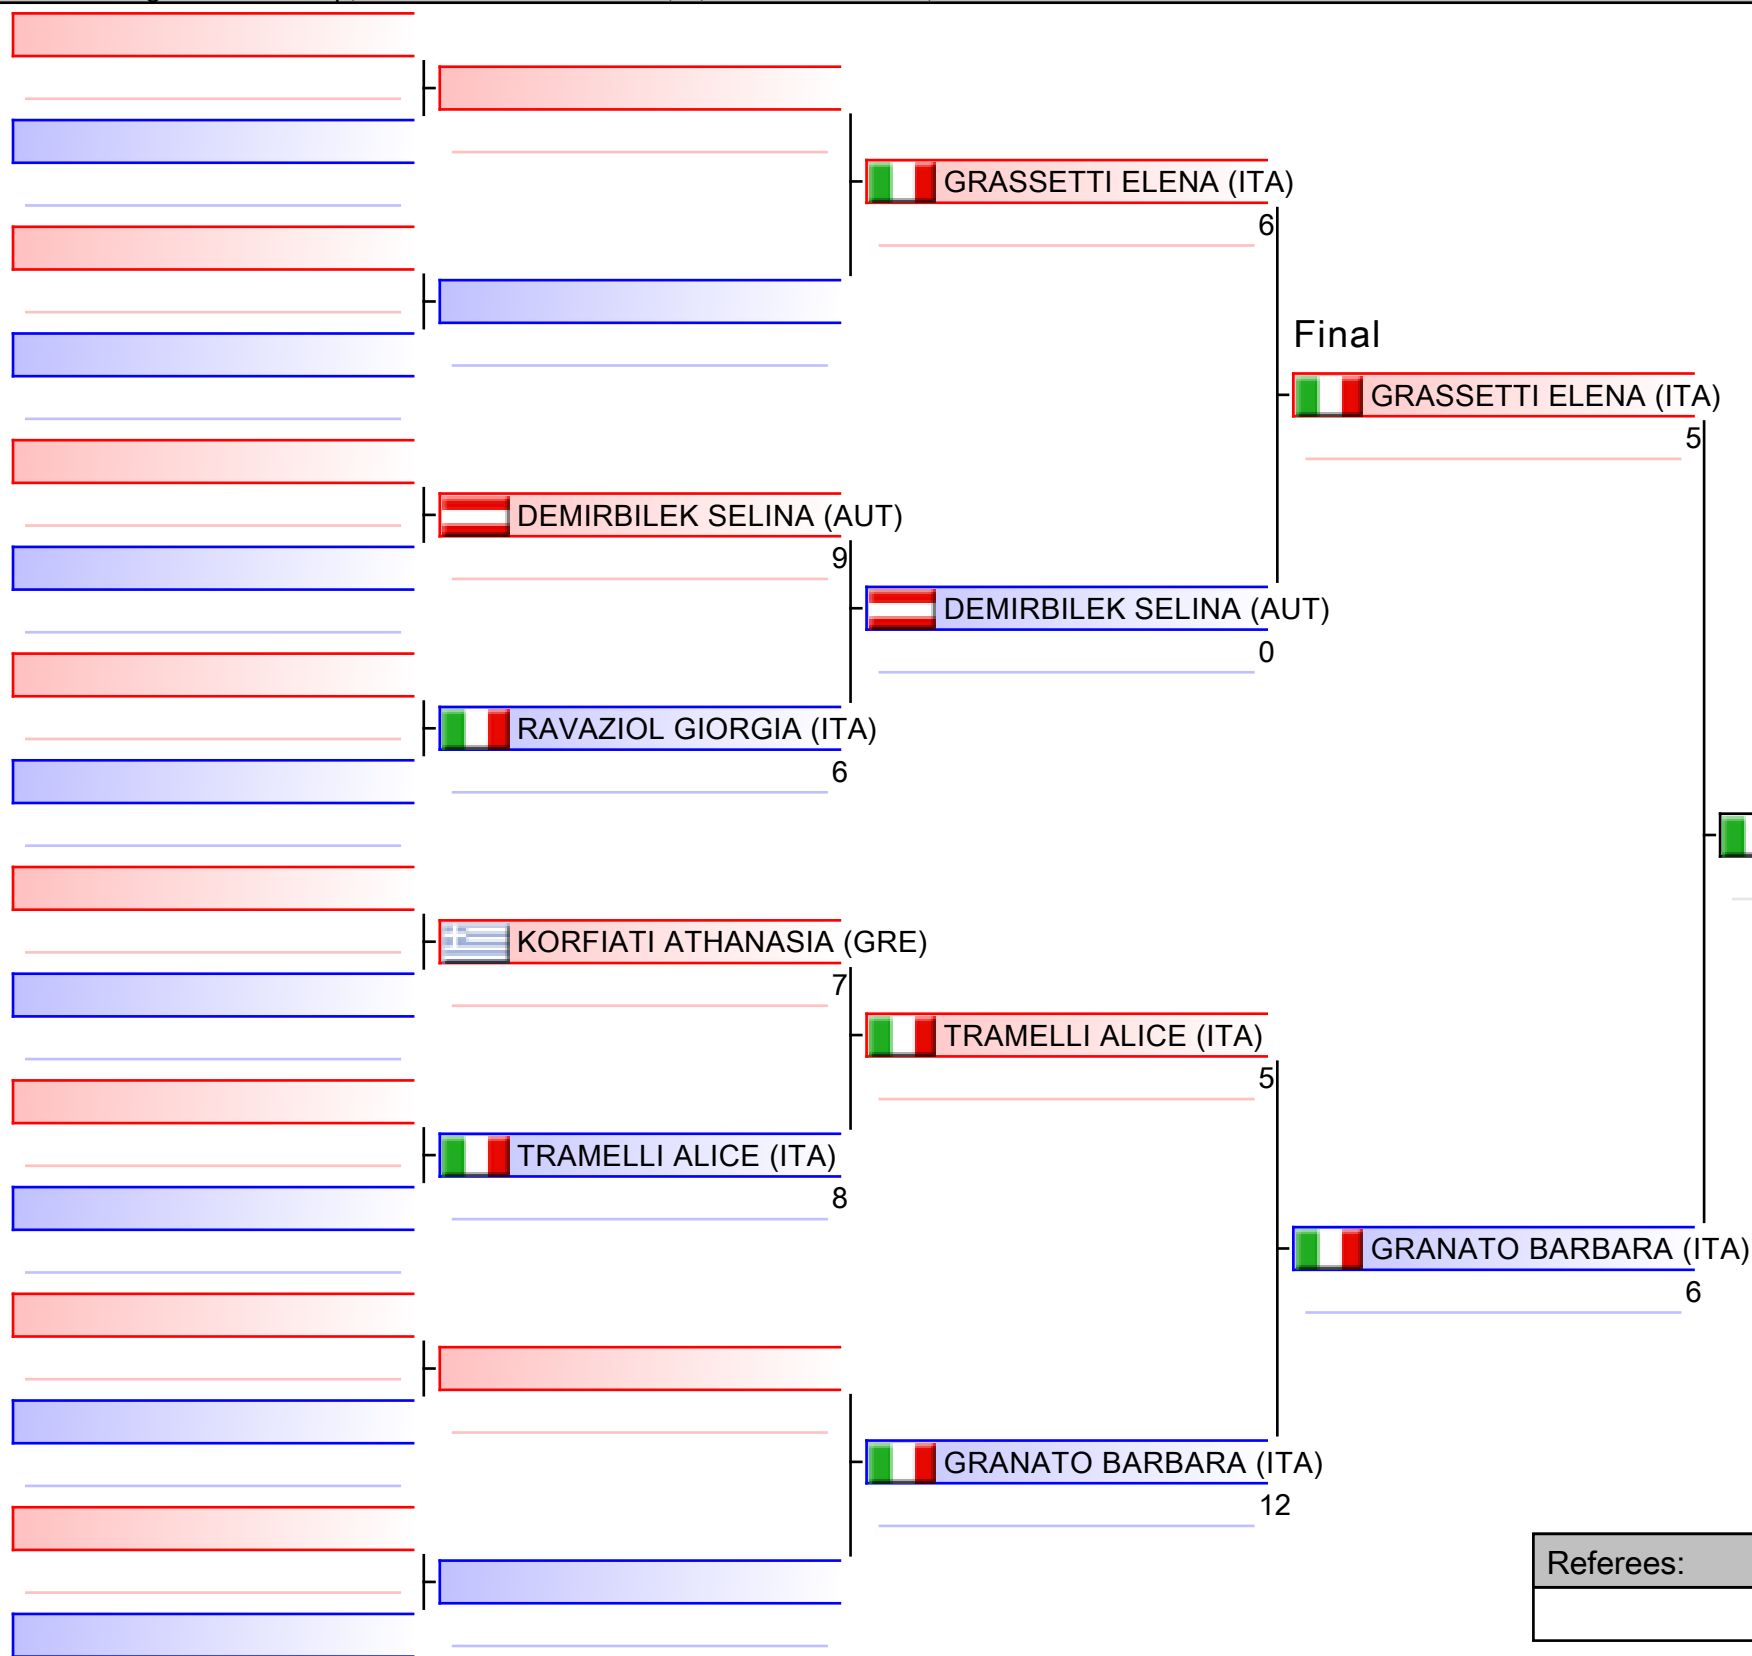 GRASSETTI ELENA (ITA)
6
Final
GRASSETTI ELENA (ITA)
5
DEMIRBILEK SELINA (AUT)
9
DEMIRBILEK SELINA (AUT)
0
RAVAZIOL GIORGIA (ITA)
6
KORFIATI ATHANASIA (GRE)
7
TRAMELLI ALICE (ITA)
5
TRAMELLI ALICE (ITA)
8
GRANATO BARBARA (ITA)
6
GRANATO BARBARA (ITA)
12
Referees: